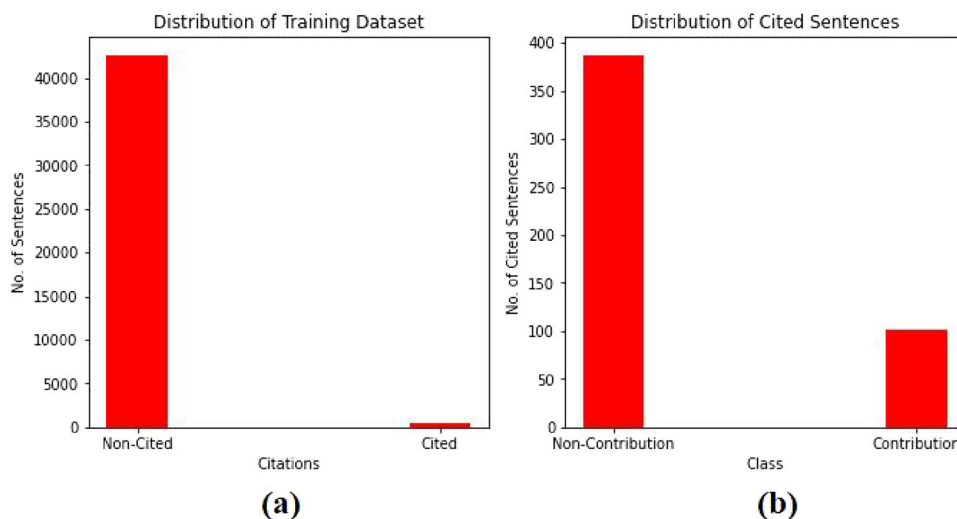 Distribution of Training Dataset
No. of Sentences
40000
35000
30000
25000
20000
15000
10000
5000
0
Non-Cited
Cited
Citations
(a)
Distribution of Cited Sentences
No. of Cited Sentences
400
350
300
250
200
150
100
50
0
Non-Contribution
Contribution
Class
(b)